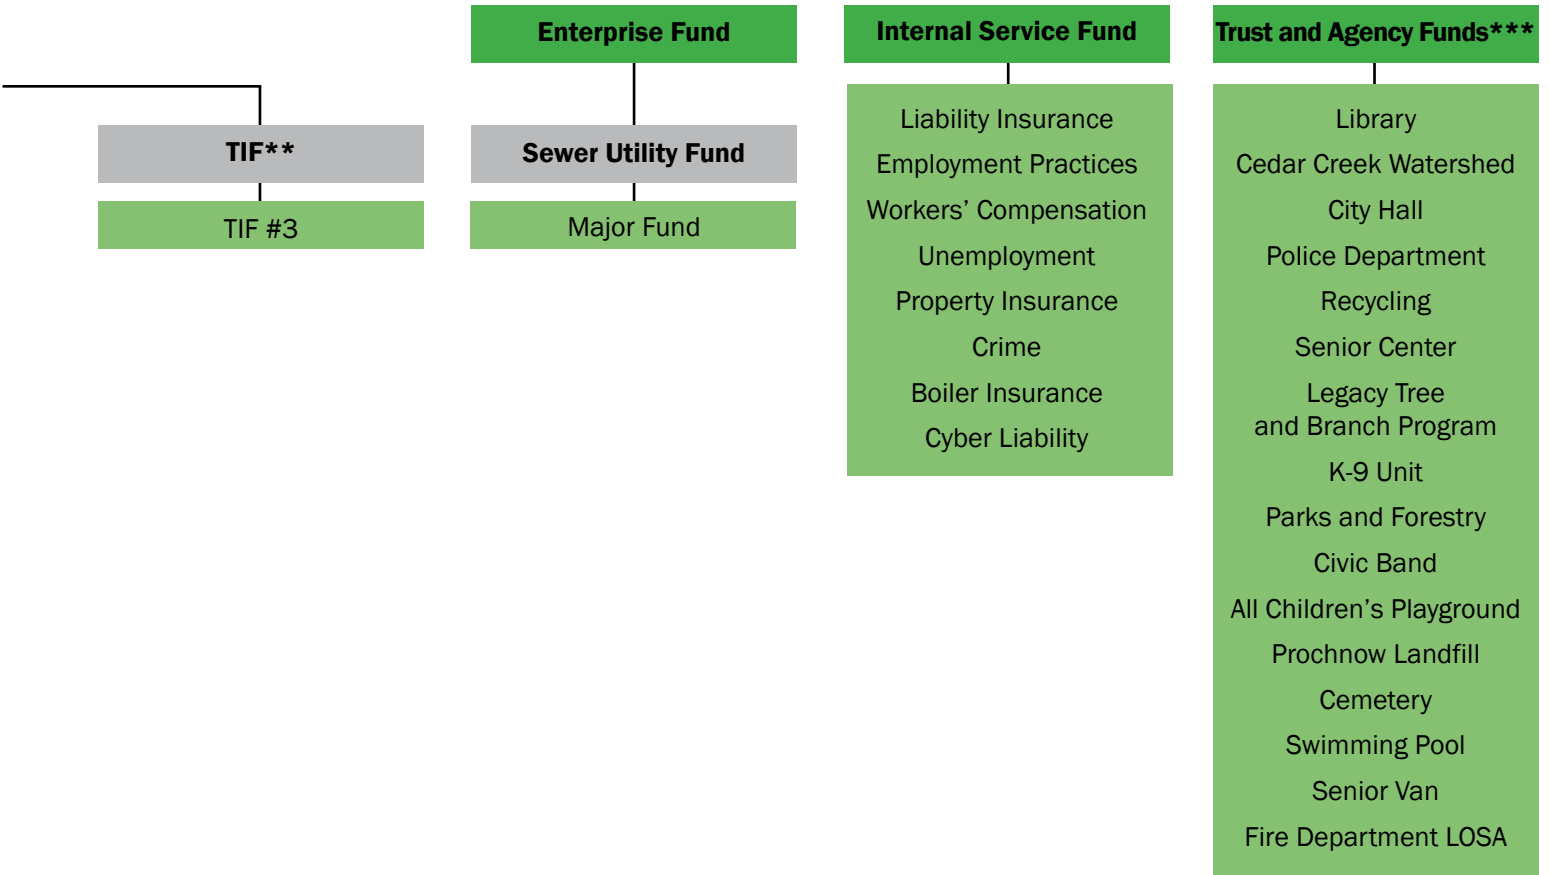 TIF**
TIF #3
Enterprise Fund
Sewer Utility Fund
Major Fund
Internal Service Fund
Liability Insurance
Employment Practices
Workers’ Compensation
Unemployment
Property Insurance
Crime
Boiler Insurance
Cyber Liability
Trust and Agency Funds***
Library
Cedar Creek Watershed
City Hall
Police Department
Recycling
Senior Center
Legacy Tree
and Branch Program
K-9 Unit
Parks and Forestry
Civic Band
All Children’s Playground
Prochnow Landfill
Cemetery
Swimming Pool
Senior Van
Fire Department LOSA